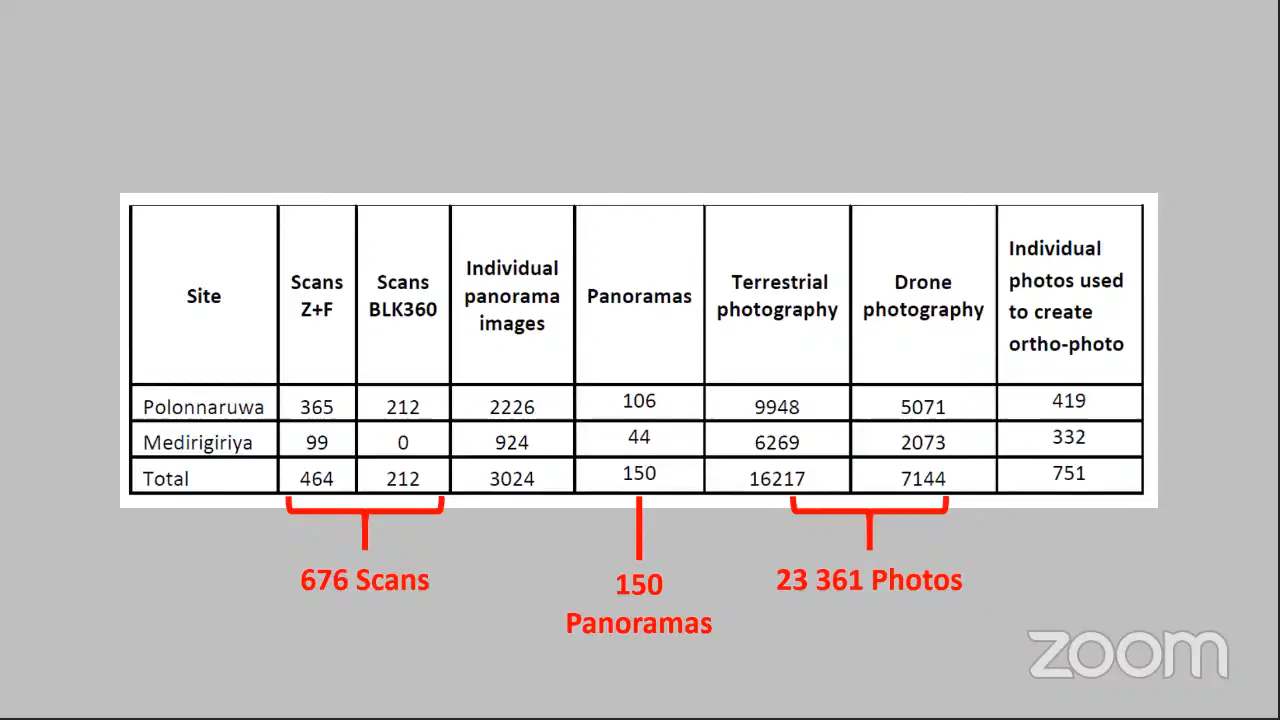 Site
Scans
Z+F
Scans
BLK360
Individual
panorama
images
Panoramas
Terrestrial
photography
Drone
photography
Individual
photos used
to create
ortho-photo
Polonnaruwa 365 212 2226 106 9948 5071 419
Medirigiriya 99 0 924 44 6269 2073 332
Total 464 212 3024 150 16217 7144 751
676 Scans
150
Panoramas
23 361 Photos
zoom